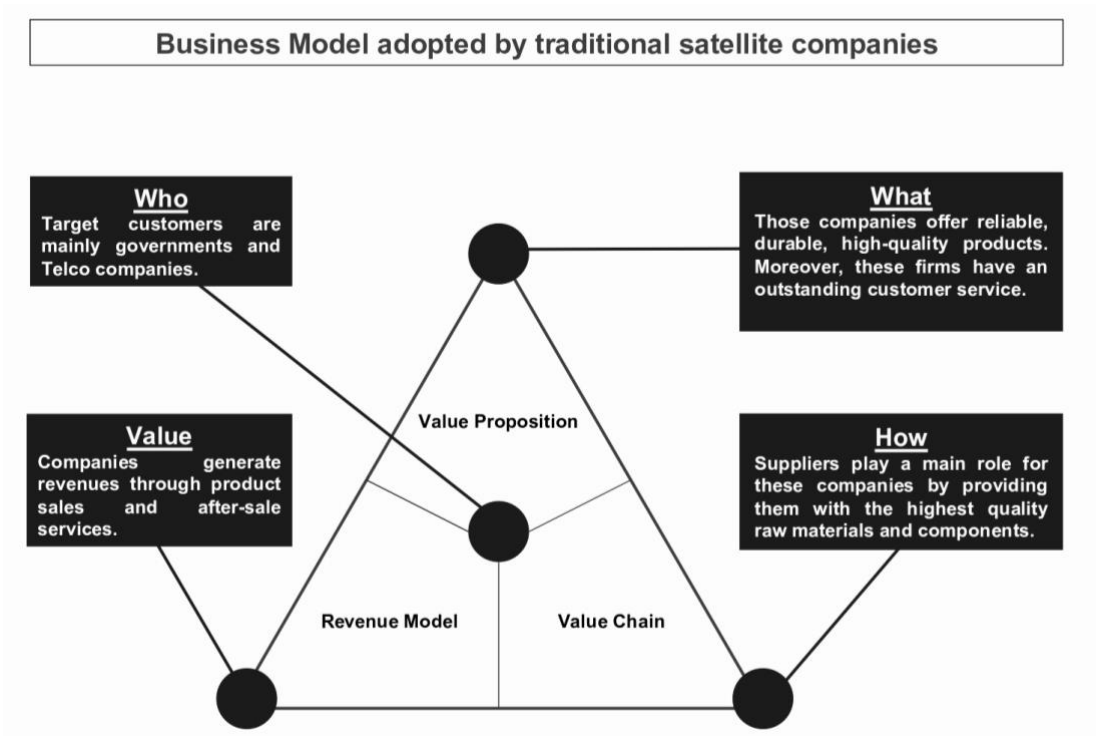 Business Model adopted by traditional satellite companies
Who
Target customers are
mainly governments and
Telco companies.
What
Those companies offer reliable,
durable, high-quality products.
Moreover, these firms have an
outstanding customer service.
Value Proposition
Value
Companies generate
revenues through product
sales and after-sale
services.
How
Suppliers play a main role for
these companies by providing
them with the highest quality
raw materials and components.
Revenue Model
Value Chain